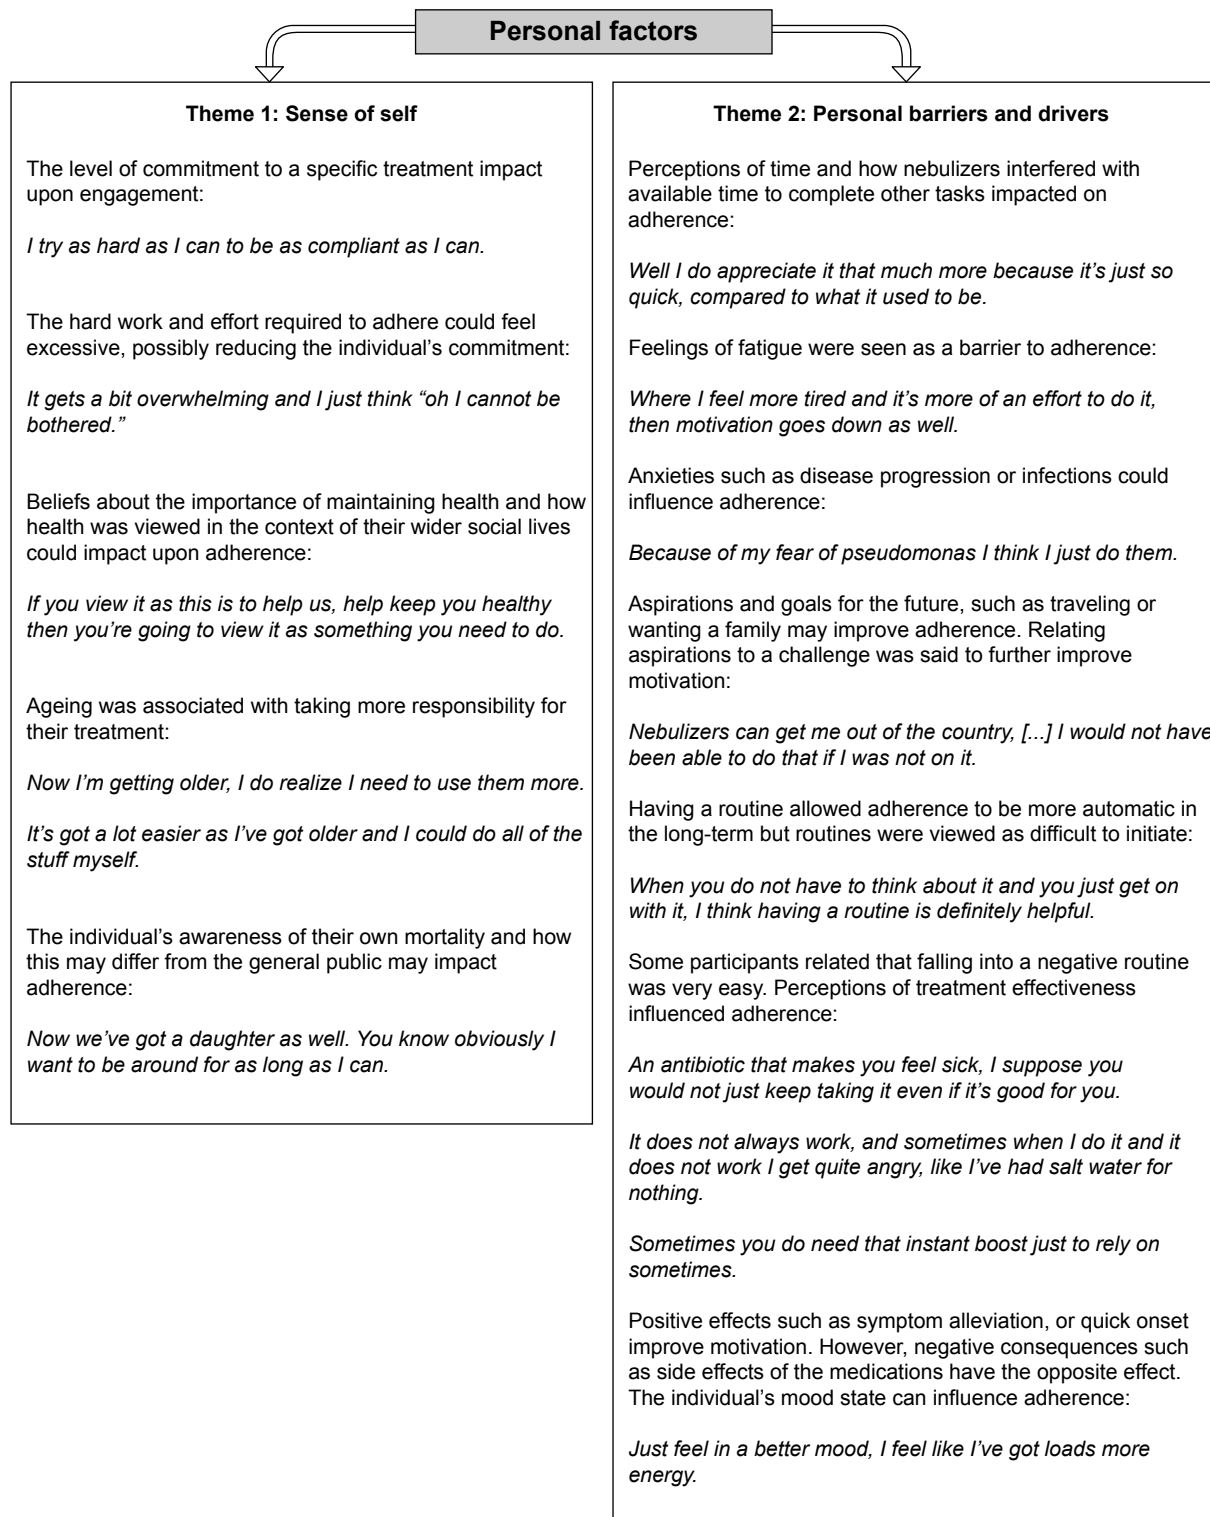 Personal factors
Theme 1: Sense of self
The level of commitment to a specific treatment impact
upon engagement:
I try as hard as I can to be as compliant as I can.
The hard work and effort required to adhere could feel
excessive, possibly reducing the individual's commitment:
It gets a bit overwhelming and I just think “oh I cannot be
bothered.”
Beliefs about the importance of maintaining health and how
health was viewed in the context of their wider social lives
could impact upon adherence:
If you view it as this is to help us, help keep you healthy
then you're going to view it as something you need to do.
Ageing was associated with taking more responsibility for
their treatment:
Now I'm getting older, I do realize I need to use them more.
It's got a lot easier as I've got older and I could do all of the
stuff myself.
The individual's awareness of their own mortality and how
this may differ from the general public may impact
adherence:
Now we've got a daughter as well. You know obviously I
want to be around for as long as I can.
Theme 2: Personal barriers and drivers
Perceptions of time and how nebulizers interfered with
available time to complete other tasks impacted on
adherence:
Well I do appreciate it that much more because it's just so
quick, compared to what it used to be.
Feelings of fatigue were seen as a barrier to adherence:
Where I feel more tired and it's more of an effort to do it,
then motivation goes down as well.
Anxieties such as disease progression or infections could
influence adherence:
Because of my fear of pseudomonas I think I just do them.
Aspirations and goals for the future, such as traveling or
wanting a family may improve adherence. Relating
aspirations to a challenge was said to further improve
motivation:
Nebulizers can get me out of the country, [...] I would not have
been able to do that if I was not on it.
Having a routine allowed adherence to be more automatic in
the long-term but routines were viewed as difficult to initiate:
When you do not have to think about it and you just get on
with it, I think having a routine is definitely helpful.
Some participants related that falling into a negative routine
was very easy. Perceptions of treatment effectiveness
influenced adherence:
An antibiotic that makes you feel sick, I suppose you
would not just keep taking it even if it's good for you.
It does not always work, and sometimes when I do it and it
does not work I get quite angry, like I've had salt water for
nothing.
Sometimes you do need that instant boost just to rely on
sometimes.
Positive effects such as symptom alleviation, or quick onset
improve motivation. However, negative consequences such
as side effects of the medications have the opposite effect.
The individual's mood state can influence adherence:
Just feel in a better mood, I feel like I've got loads more
energy.